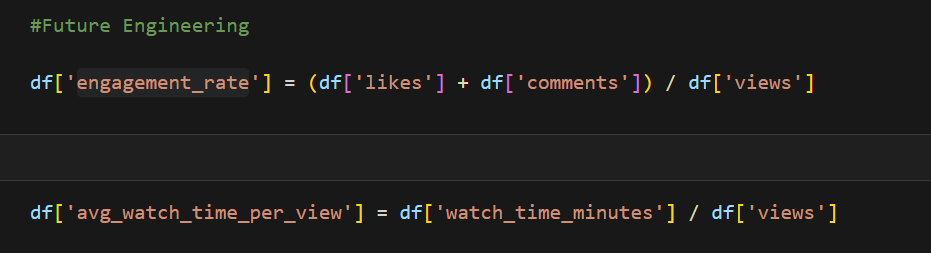 #Future Engineering
df['engagement_rate'] = (df['likes'] + df['comments']) / df['views']
df['avg_watch_time_per_view'] = df['watch_time_minutes'] / df['views']